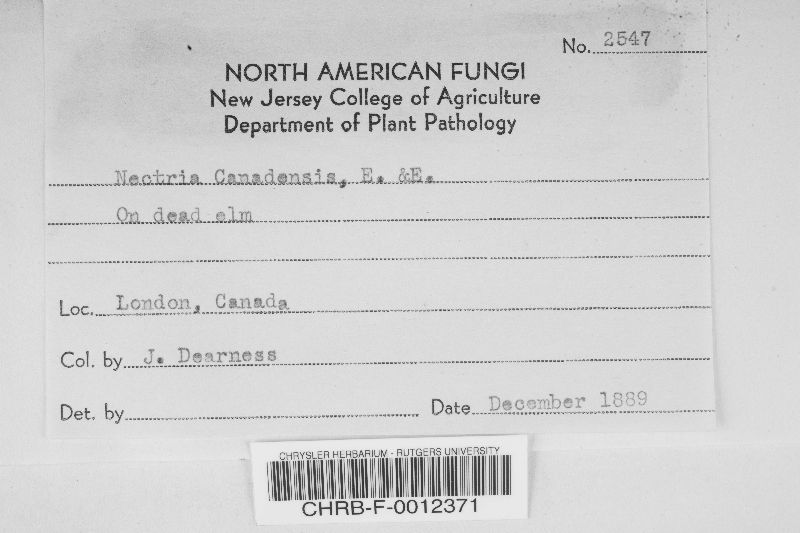 No. 2547
NORTH AMERICAN FUNGI
New Jersey College of Agriculture
Department of Plant Pathology
Nectria Canadensis, E. &E.
On dead elm
Loc. London, Canada
Col. by J. Dearness
Det. by Date December 1889
CHRYSLER HERBARIUM - RUTGERS UNIVERSITY
CHRB-F-0012371